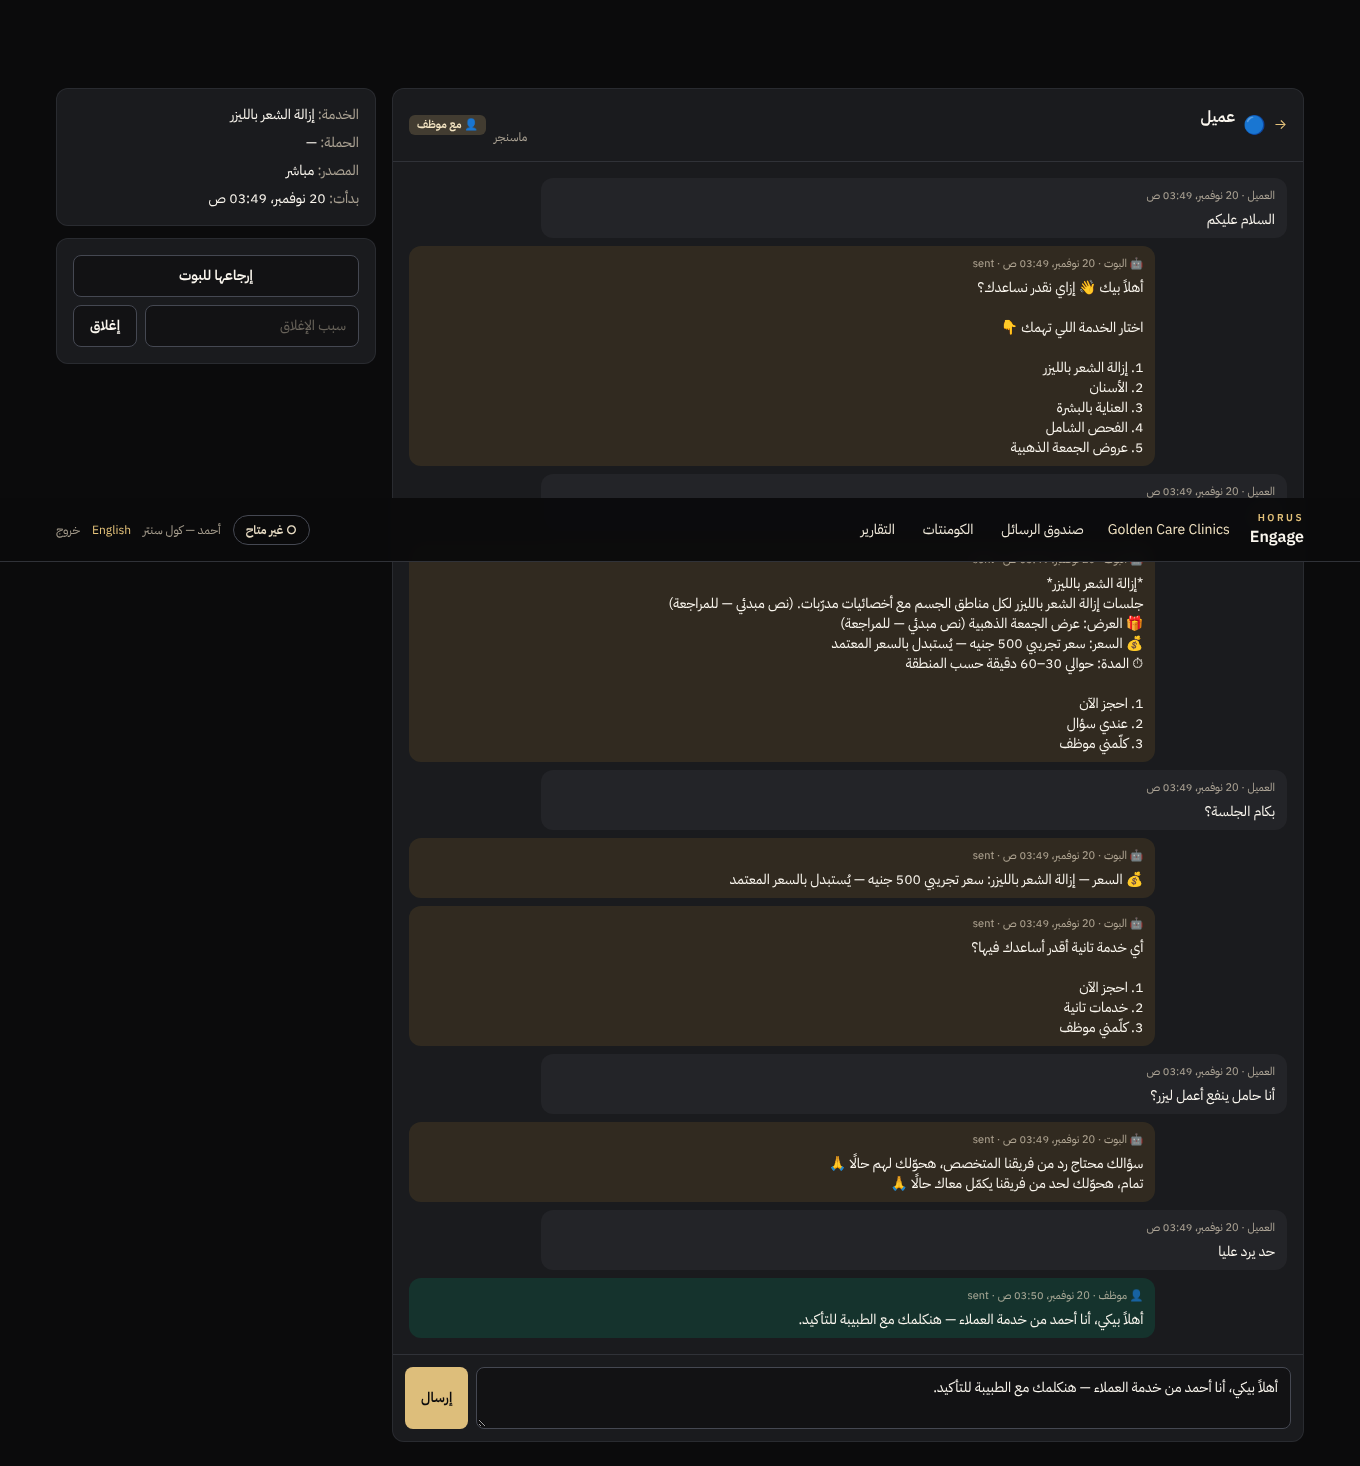 → 🔵 عميل
ماسنجر
👤 مع موظف
العميل · 20 نوفمبر، 03:49 ص
السلام عليكم
🤖 البوت · 20 نوفمبر، 03:49 ص · sent
أهلاً بيك 👋 إزاي نقدر نساعدك؟
اختار الخدمة اللي تهمك 👇
1. إزالة الشعر بالليزر
2. الأسنان
3. العناية بالبشرة
4. الفحص الشامل
5. عروض الجمعة الذهبية
العميل · 20 نوفمبر، 03:49 ص
HORUS
Engage
Golden Care Clinics
صندوق الرسائل
الكومنتات
التقارير
○ غير متاح
أحمد — كول سنتر
English
خروج
*إزالة الشعر بالليزر*
جلسات إزالة الشعر بالليزر لكل مناطق الجسم مع أخصائيات مدرّبات. (نص مبدئي — للمراجعة)
🎁 العرض: عرض الجمعة الذهبية (نص مبدئي — للمراجعة)
💰 السعر: سعر تجريبي 500 جنيه — يُستبدل بالسعر المعتمد
⏱ المدة: حوالي 30–60 دقيقة حسب المنطقة
1. احجز الآن
2. عندي سؤال
3. كلّمني موظف
العميل · 20 نوفمبر، 03:49 ص
بكام الجلسة؟
🤖 البوت · 20 نوفمبر، 03:49 ص · sent
💰 السعر — إزالة الشعر بالليزر: سعر تجريبي 500 جنيه — يُستبدل بالسعر المعتمد
🤖 البوت · 20 نوفمبر، 03:49 ص · sent
أي خدمة تانية أقدر أساعدك فيها؟
1. احجز الآن
2. خدمات تانية
3. كلّمني موظف
العميل · 20 نوفمبر، 03:49 ص
أنا حامل ينفع أعمل ليزر؟
🤖 البوت · 20 نوفمبر، 03:49 ص · sent
سؤالك محتاج رد من فريقنا المتخصص، هحوّلك لهم حالًا 🙏
تمام، هحوّلك لحد من فريقنا يكمّل معاك حالًا 🙏
العميل · 20 نوفمبر، 03:49 ص
حد يرد عليا
👤 موظف · 20 نوفمبر، 03:50 ص · sent
أهلاً بيكي، أنا أحمد من خدمة العملاء — هنكلمك مع الطبيبة للتأكيد.
أهلاً بيكي، أنا أحمد من خدمة العملاء — هنكلمك مع الطبيبة للتأكيد.
إرسال
الخدمة: إزالة الشعر بالليزر
الحملة: —
المصدر: مباشر
بدأت: 20 نوفمبر، 03:49 ص
إرجاعها للبوت
سبب الإغلاق
إغلاق